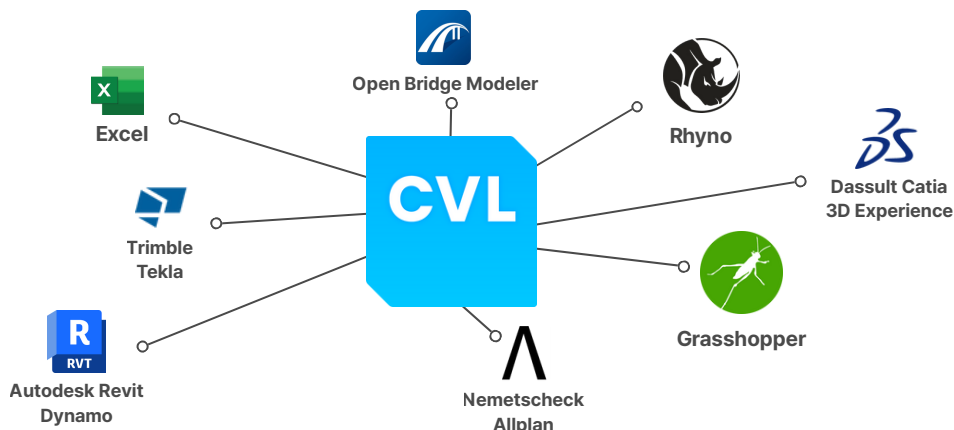 Open Bridge Modeler
X
Excel
Rhyno
CVL
Dassult Catia
3D Experience
Trimble
Tekla
R
RVT
Grasshopper
Autodesk Revit
Dynamo
Nemetscheck
Allplan